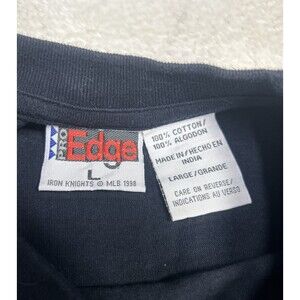 PRO
Edge
L
IRON KNIGHTS © MLB 1998
100% COTTON/
100% ALGODON
MADE IN/HECHO EN
INDIA
LARGE/GRANDE
CARE ON REVERSE/
INDICATIONS AU VERSO